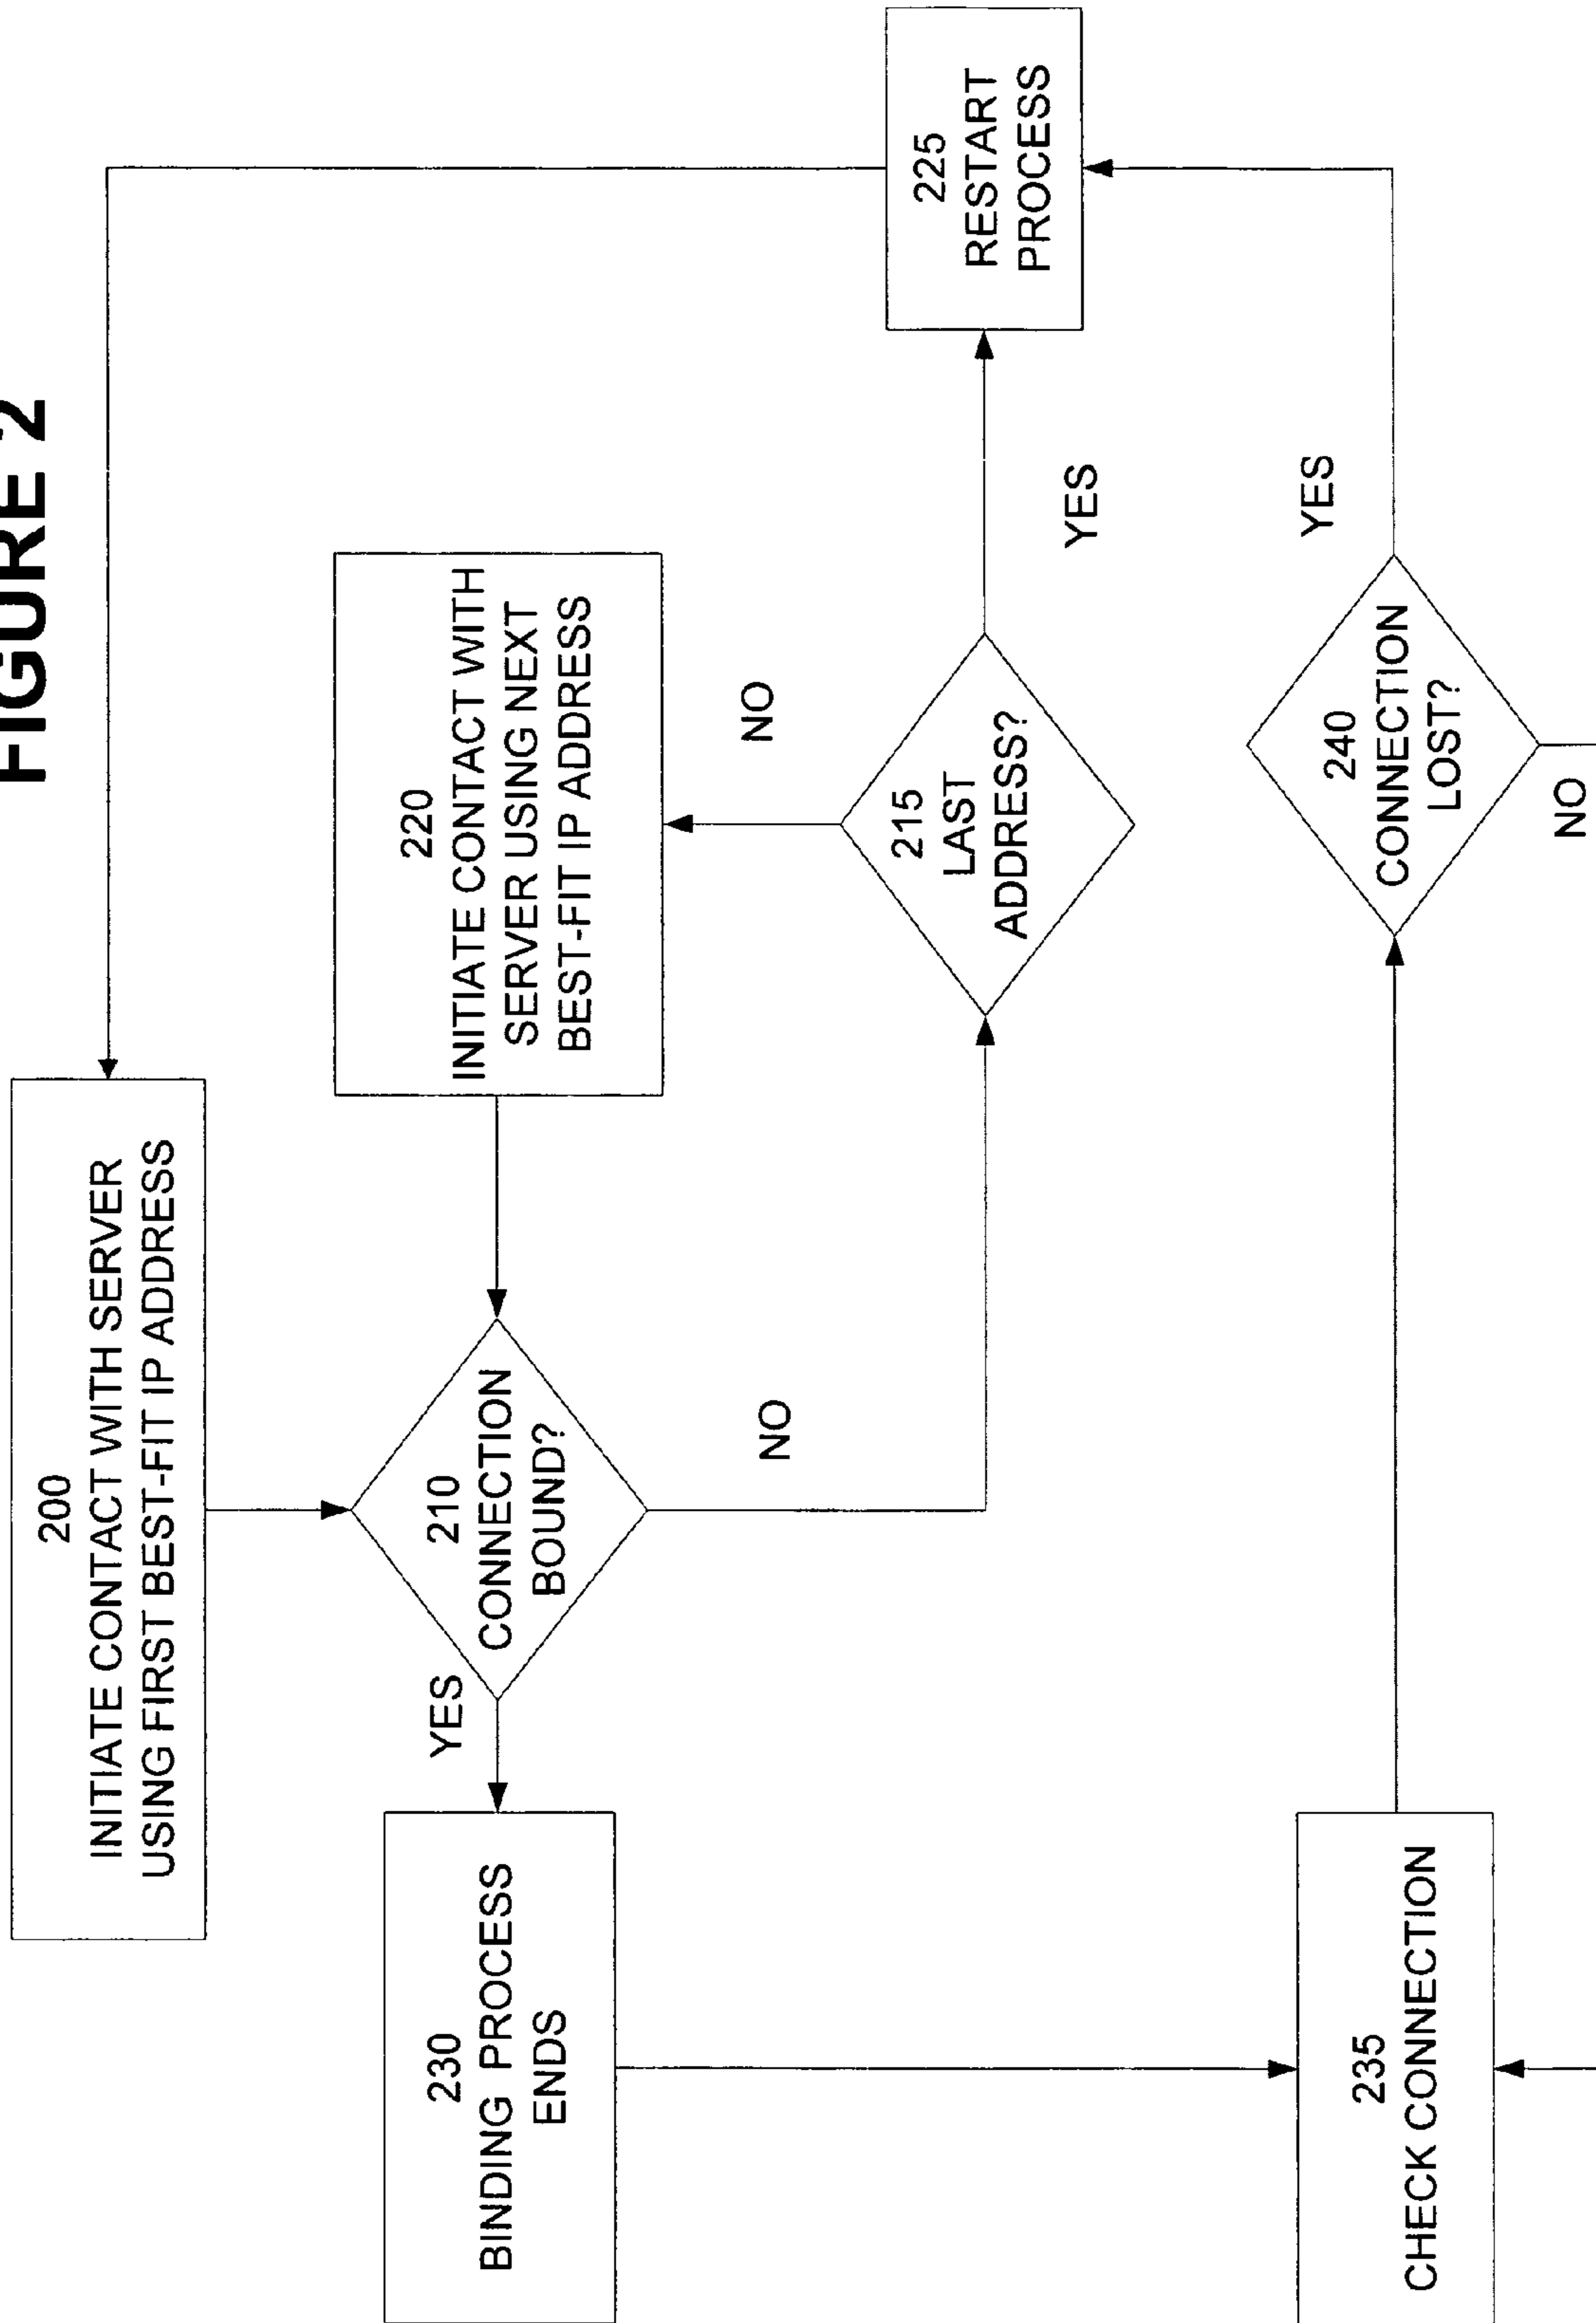 FIGURE 2
200
INITIATE CONTACT WITH SERVER
USING FIRST BEST-FIT IP ADDRESS
210
CONNECTION
BOUND?
YES
NO
220
INITIATE CONTACT WITH
SERVER USING NEXT
BEST-FIT IP ADDRESS
NO
215
LAST
ADDRESS?
YES
225
RESTART
PROCESS
230
BINDING PROCESS
ENDS
235
CHECK CONNECTION
240
CONNECTION
LOST?
YES
NO